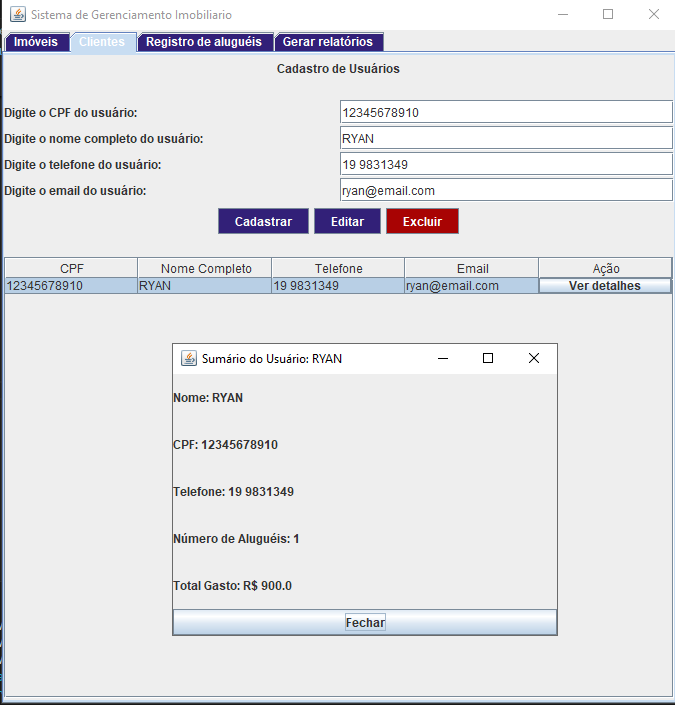 Sistema de Gerenciamento Imobiliario
Imóveis Clientes Registro de aluguéis Gerar relatórios
Cadastro de Usuários
Digite o CPF do usuário: 12345678910
Digite o nome completo do usuário: RYAN
Digite o telefone do usuário: 19 9831349
Digite o email do usuário: ryan@email.com
Cadastrar Editar Excluir
CPF Nome Completo Telefone Email Ação
12345678910 RYAN 19 9831349 ryan@email.com Ver detalhes
Sumário do Usuário: RYAN
Nome: RYAN
CPF: 12345678910
Telefone: 19 9831349
Número de Aluguéis: 1
Total Gasto: R$ 900.0
Fechar